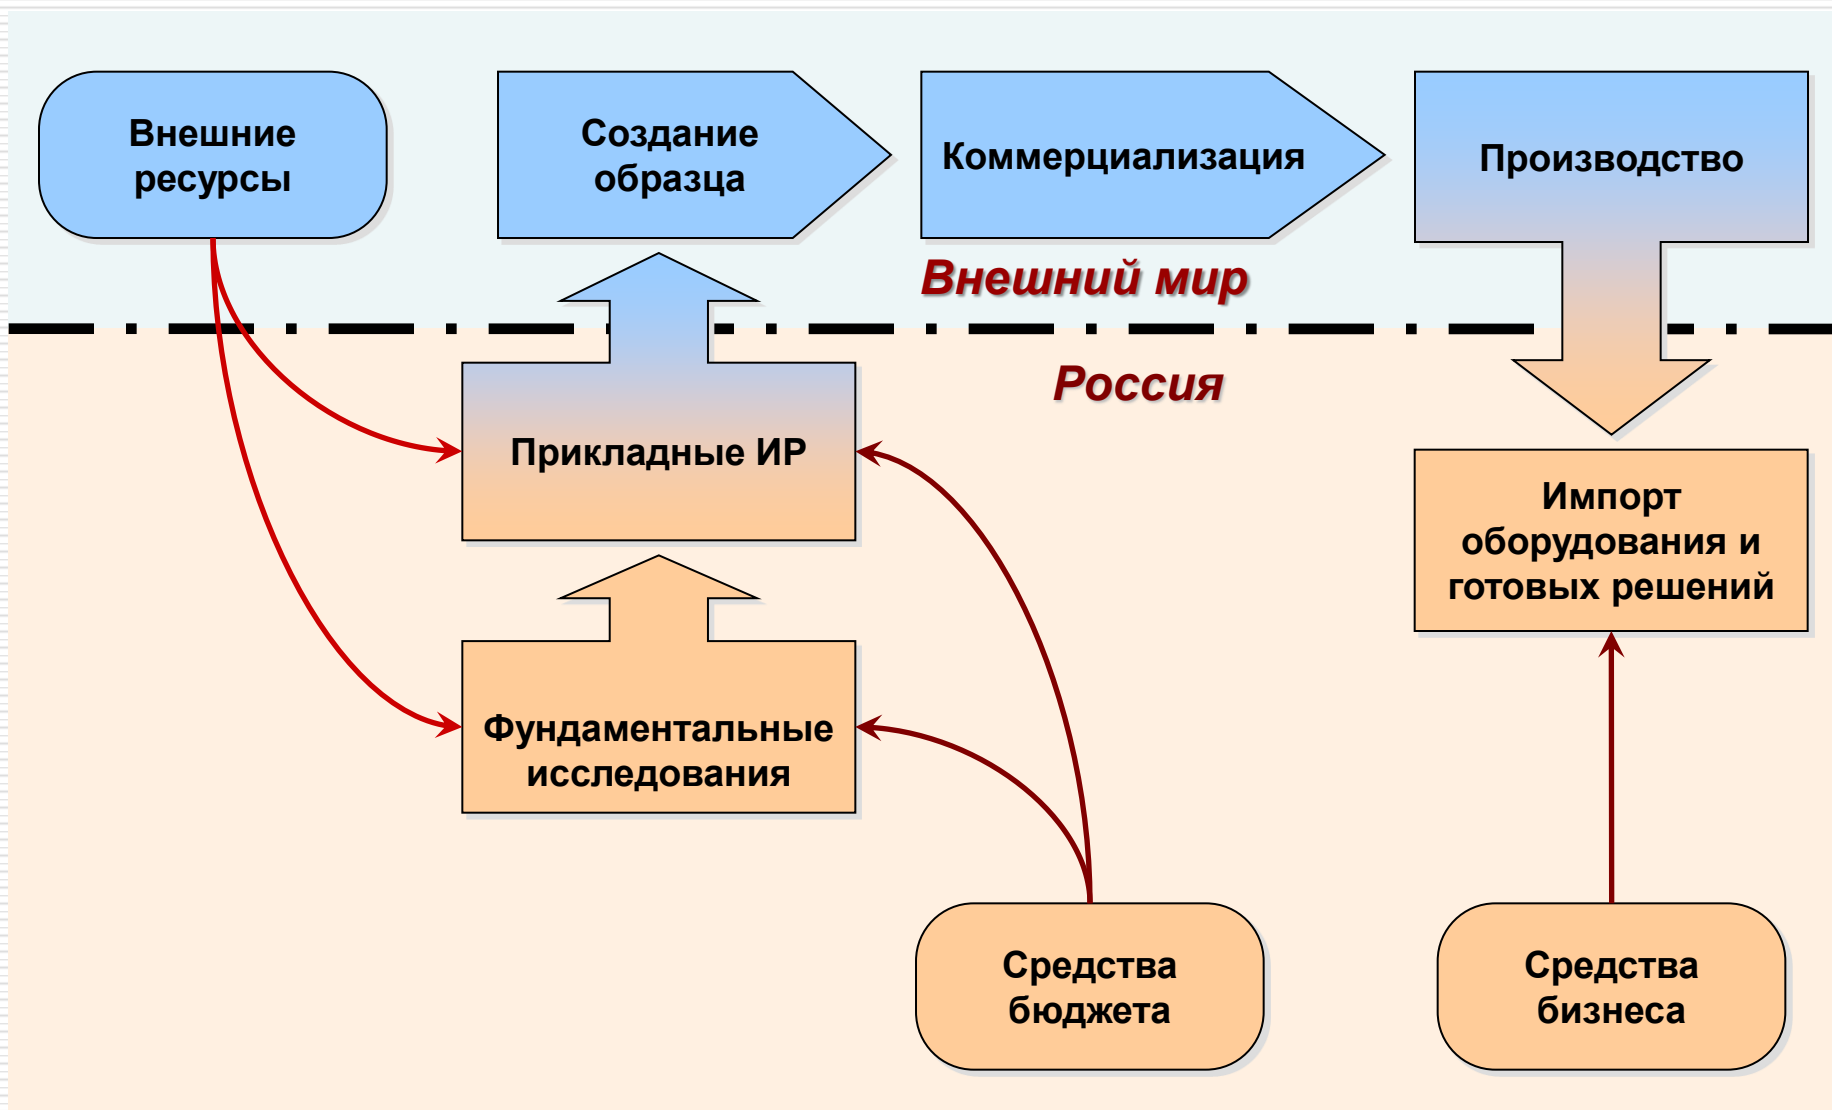 Внешние
ресурсы
Создание
образца
Коммерциализация
Производство
Внешний мир
Россия
Прикладные ИР
Импорт
оборудования и
готовых решений
Фундаментальные
исследования
Средства
бюджета
Средства
бизнеса